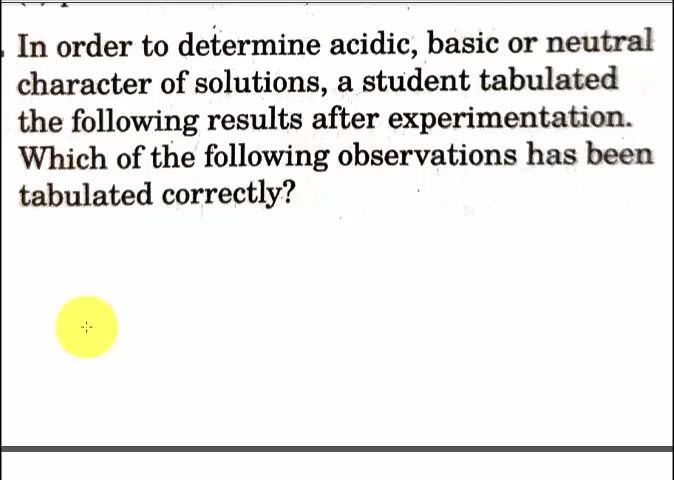 In order to determine acidic, basic or neutral
character of solutions, a student tabulated
the following results after experimentation.
Which of the following observations has been
tabulated correctly?